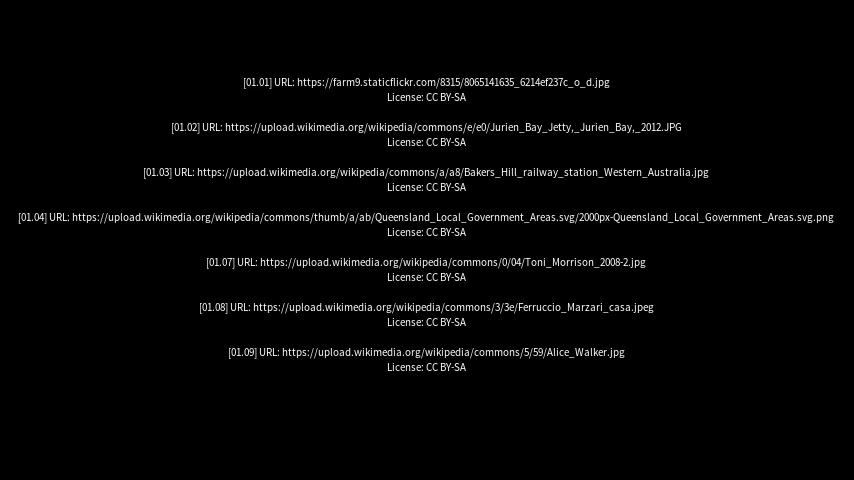 [01.01] URL: https://farm9.staticflickr.com/8315/8065141635_6214ef237c_o_d.jpg
License: CC BY-SA
[01.02] URL: https://upload.wikimedia.org/wikipedia/commons/e/e0/Jurien_Bay_Jetty,_Jurien_Bay,_2012.JPG
License: CC BY-SA
[01.03] URL: https://upload.wikimedia.org/wikipedia/commons/a/a8/Bakers_Hill_railway_station_Western_Australia.jpg
License: CC BY-SA
[01.04] URL: https://upload.wikimedia.org/wikipedia/commons/thumb/a/ab/Queensland_Local_Government_Areas.svg/2000px-Queensland_Local_Government_Areas.svg.png
License: CC BY-SA
[01.07] URL: https://upload.wikimedia.org/wikipedia/commons/0/04/Toni_Morrison_2008-2.jpg
License: CC BY-SA
[01.08] URL: https://upload.wikimedia.org/wikipedia/commons/3/3e/Ferruccio_Marzari_casa.jpeg
License: CC BY-SA
[01.09] URL: https://upload.wikimedia.org/wikipedia/commons/5/59/Alice_Walker.jpg
License: CC BY-SA